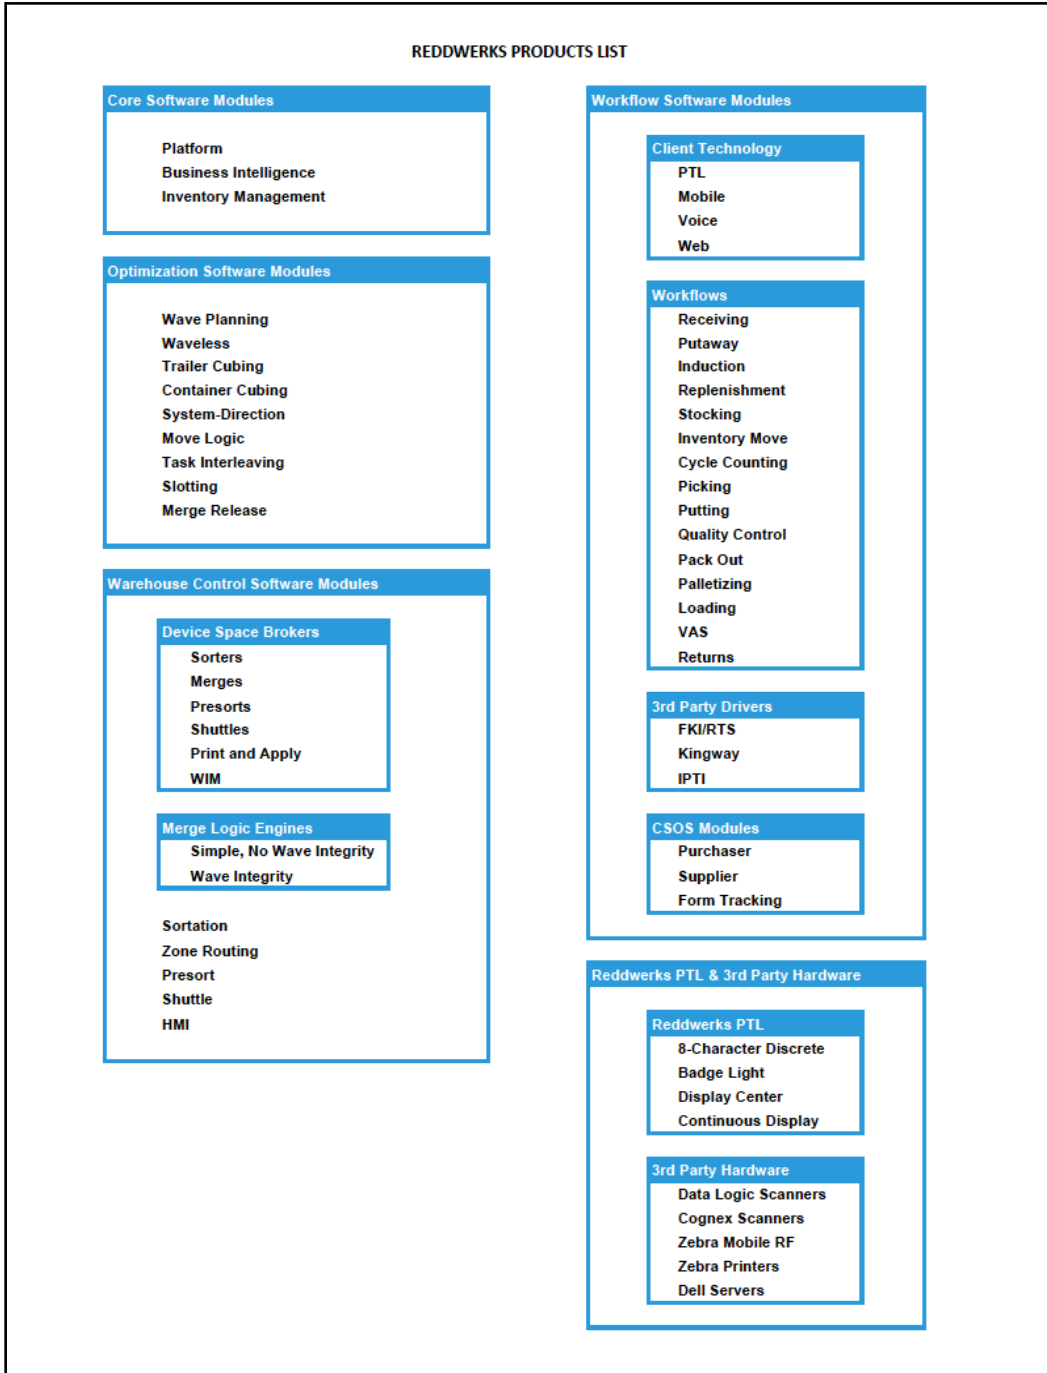 REDDWERKS PRODUCTS LIST
Core Software Modules
Platform
Business Intelligence
Inventory Management
Optimization Software Modules
Wave Planning
Waveless
Trailer Cubing
Container Cubing
System-Direction
Move Logic
Task Interleaving
Slotting
Merge Release
Warehouse Control Software Modules
Device Space Brokers
Sorters
Merges
Presorts
Shuttles
Print and Apply
WIM
Merge Logic Engines
Simple, No Wave Integrity
Wave Integrity
Sortation
Zone Routing
Presort
Shuttle
HMI
Workflow Software Modules
Client Technology
PTL
Mobile
Voice
Web
Workflows
Receiving
Putaway
Induction
Replenishment
Stocking
Inventory Move
Cycle Counting
Picking
Putting
Quality Control
Pack Out
Palletizing
Loading
VAS
Returns
3rd Party Drivers
FKI/RTS
Kingway
IPTI
CSOS Modules
Purchaser
Supplier
Form Tracking
Reddwerks PTL & 3rd Party Hardware
Reddwerks PTL
8-Character Discrete
Badge Light
Display Center
Continuous Display
3rd Party Hardware
Data Logic Scanners
Cognex Scanners
Zebra Mobile RF
Zebra Printers
Dell Servers